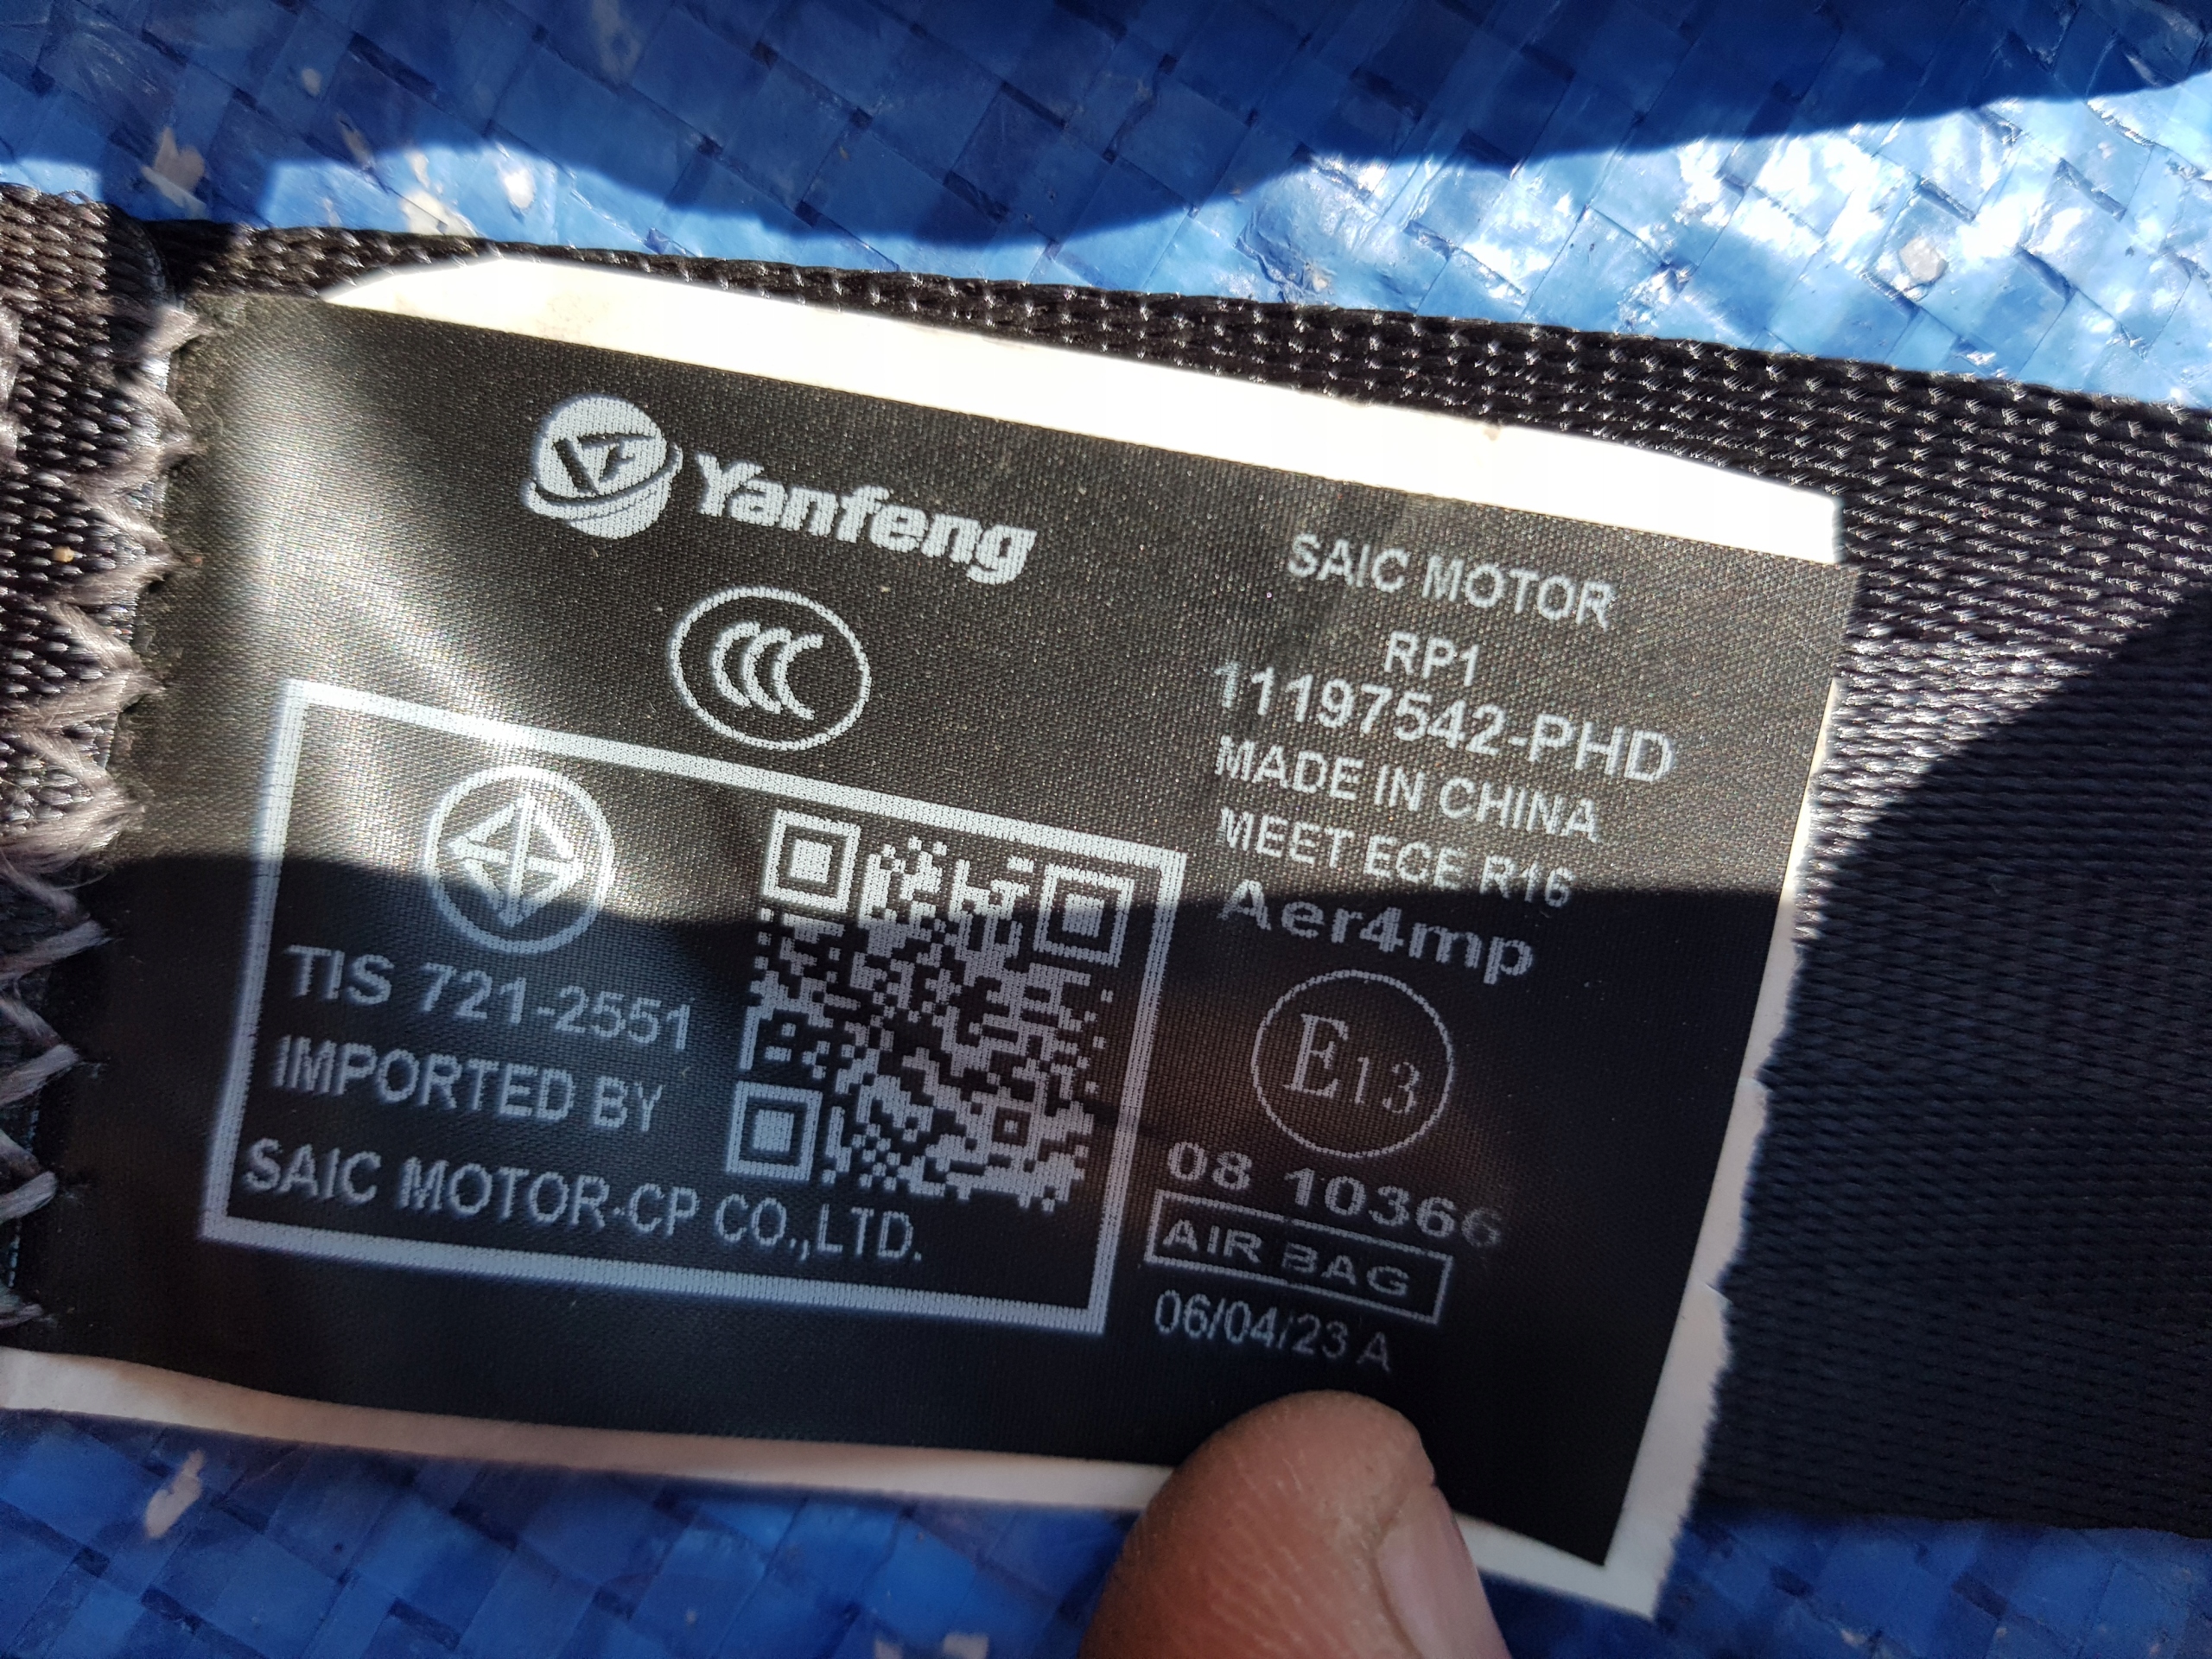 Yanfeng
SAIC MOTOR
RP1
11197542-PHD
MADE IN CHINA
MEET ECE R16
Aer4mp
E13
08 10366
AIR BAG
06/04/23 A
CCC
TIS 721-2551
IMPORTED BY
SAIC MOTOR-CP CO.,LTD.